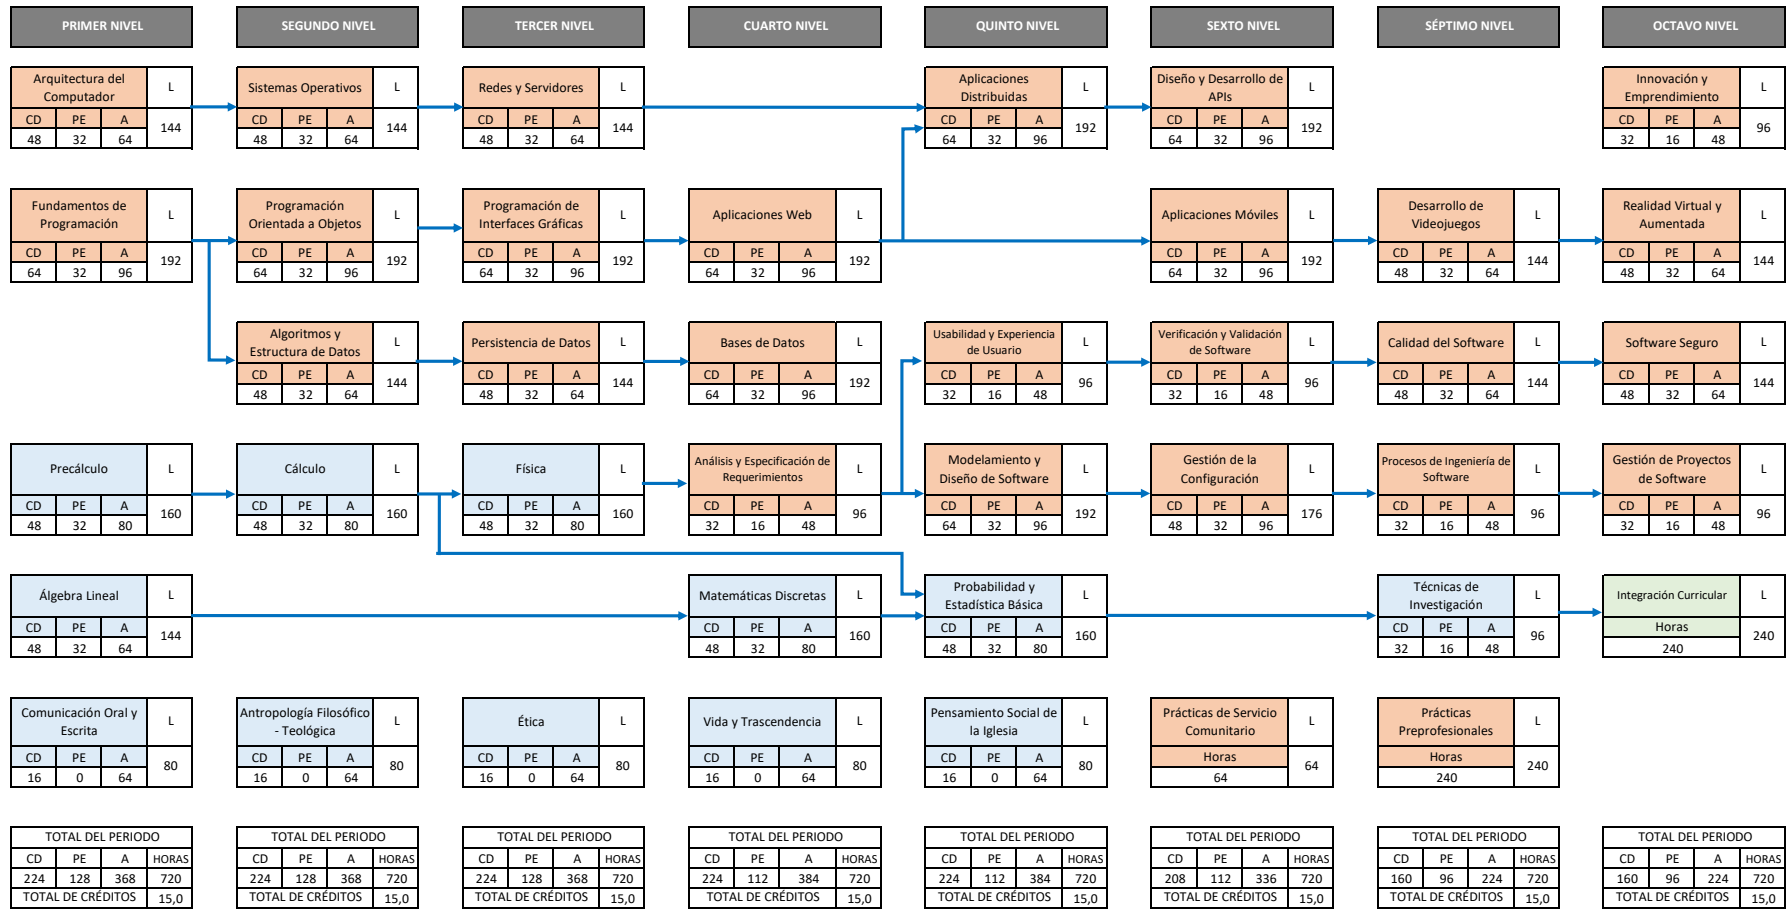 PRIMER NIVEL
SEGUNDO NIVEL
TERCER NIVEL
CUARTO NIVEL
QUINTO NIVEL
SEXTO NIVEL
SÉPTIMO NIVEL
OCTAVO NIVEL
Arquitectura del
Computador
L
CD PE A
144
48 32 64
Sistemas Operativos
L
CD PE A
144
48 32 64
Redes y Servidores
L
CD PE A
144
48 32 64
Aplicaciones
Distribuidas
L
CD PE A
192
64 32 96
Diseño y Desarrollo de
APIs
L
CD PE A
192
64 32 96
Innovación y
Emprendimiento
L
CD PE A
96
32 16 48
Fundamentos de
Programación
L
CD PE A
192
64 32 96
Programación
Orientada a Objetos
L
CD PE A
192
64 32 96
Programación de
Interfaces Gráficas
L
CD PE A
192
64 32 96
Aplicaciones Web
L
CD PE A
192
64 32 96
Aplicaciones Móviles
L
CD PE A
192
64 32 96
Desarrollo de
Videojuegos
L
CD PE A
144
48 32 64
Realidad Virtual y
Aumentada
L
CD PE A
144
48 32 64
Algoritmos y
Estructura de Datos
L
CD PE A
144
48 32 64
Persistencia de Datos
L
CD PE A
144
48 32 64
Bases de Datos
L
CD PE A
192
64 32 96
Usabilidad y Experiencia
de Usuario
L
CD PE A
96
32 16 48
Verificación y Validación
de Software
L
CD PE A
96
32 16 48
Calidad del Software
L
CD PE A
144
48 32 64
Software Seguro
L
CD PE A
144
48 32 64
Precálculo
L
CD PE A
160
48 32 80
Cálculo
L
CD PE A
160
48 32 80
Física
L
CD PE A
160
48 32 80
Análisis y Especificación de
Requerimientos
L
CD PE A
96
32 16 48
Modelamiento y
Diseño de Software
L
CD PE A
192
64 32 96
Gestión de la
Configuración
L
CD PE A
176
48 32 96
Procesos de Ingeniería de
Software
L
CD PE A
96
32 16 48
Gestión de Proyectos
de Software
L
CD PE A
96
32 16 48
Álgebra Lineal
L
CD PE A
144
48 32 64
Matemáticas Discretas
L
CD PE A
160
48 32 80
Probabilidad y
Estadística Básica
L
CD PE A
160
48 32 80
Técnicas de
Investigación
L
CD PE A
96
32 16 48
Integración Curricular
L
Horas
240
240
Comunicación Oral y
Escrita
L
CD PE A
80
16 0 64
Antropología Filosófico
- Teológica
L
CD PE A
80
16 0 64
Ética
L
CD PE A
80
16 0 64
Vida y Trascendencia
L
CD PE A
80
16 0 64
Pensamiento Social de
la Iglesia
L
CD PE A
80
16 0 64
Prácticas de Servicio
Comunitario
L
Horas
64
64
Prácticas
Preprofesionales
L
Horas
240
240
TOTAL DEL PERIODO
CD PE A HORAS
224 128 368 720
TOTAL DE CRÉDITOS 15,0
TOTAL DEL PERIODO
CD PE A HORAS
224 128 368 720
TOTAL DE CRÉDITOS 15,0
TOTAL DEL PERIODO
CD PE A HORAS
224 128 368 720
TOTAL DE CRÉDITOS 15,0
TOTAL DEL PERIODO
CD PE A HORAS
224 112 384 720
TOTAL DE CRÉDITOS 15,0
TOTAL DEL PERIODO
CD PE A HORAS
224 112 384 720
TOTAL DE CRÉDITOS 15,0
TOTAL DEL PERIODO
CD PE A HORAS
208 112 336 720
TOTAL DE CRÉDITOS 15,0
TOTAL DEL PERIODO
CD PE A HORAS
160 96 224 720
TOTAL DE CRÉDITOS 15,0
TOTAL DEL PERIODO
CD PE A HORAS
160 96 224 720
TOTAL DE CRÉDITOS 15,0